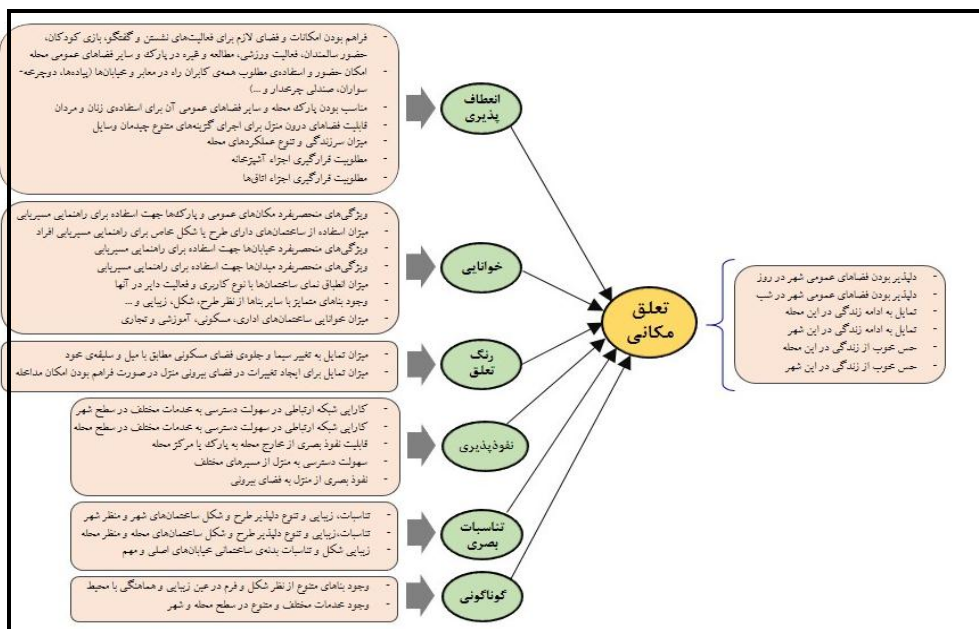 - فراهم بودن امکانات و فضای لازم برای فعالیت‌های نشستن و گفتگو، بازی کودکان،
حضور سالمندان، فعالیت ورزشی، مطالعه و غیره در پارک و سایر فضاهای عمومی محله
- امکان حضور و استفاده‌ی مطلوب همه‌ی کاربران راه در معابر و خیابان‌ها (پیاده‌ها، دوچرخه-
سواران، صندلی چرخدار و ...)
- مناسب بودن پارک محله و سایر فضاهای عمومی آن برای استفاده‌ی زنان و مردان
- قابلیت فضاهای درون منزل برای اجرای گزینه‌های متنوع چیدمان وسایل
- میزان سرزندگی و تنوع عملکردهای محله
- مطلوبیت قرارگیری اجزاء آشپزخانه
- مطلوبیت قرارگیری اجزاء اتاق‌ها
انعطاف
پذیری
- ویژگی‌های منحصربفرد مکان‌های عمومی و پارک‌ها جهت استفاده برای راهنمایی مسیریابی
- میزان استفاده از ساختمان‌های دارای طرح یا شکل خاص برای راهنمایی مسیریابی افراد
- ویژگی‌های منحصربفرد خیابان‌ها جهت استفاده برای راهنمایی مسیریابی
- ویژگی‌های منحصربفرد میدان‌ها جهت استفاده برای راهنمایی مسیریابی
- میزان انطباق نمای ساختمان‌ها با نوع کاربری و فعالیت دایر در آنها
- وجود بناهای متمایز با سایر بناها از نظر طرح، شکل، زیبایی و ...
- میزان خوانایی ساختمان‌های اداری، مسکونی، آموزشی و تجاری
خوانایی
- میزان تمایل به تغییر سیما و جلوه‌ی فضای مسکونی مطابق با میل و سلیقه‌ی خود
- میزان تمایل برای ایجاد تغییرات در فضای بیرونی منزل در صورت فراهم بودن امکان مداخله
رنگ
تعلق
- کارایی شبکه ارتباطی در سهولت دسترسی به خدمات مختلف در سطح شهر
- کارایی شبکه ارتباطی در سهولت دسترسی به خدمات مختلف در سطح محله
- قابلیت نفوذ بصری از خارج محله به پارک یا مرکز محله
- سهولت دسترسی به منزل از مسیرهای مختلف
- نفوذ بصری از منزل به فضای بیرونی
نفوذپذیری
- تناسبات، زیبایی و تنوع دلپذیر طرح و شکل ساختمان‌های شهر و منظر شهر
- تناسبات،زیبایی و تنوع دلپذیر طرح و شکل ساختمان‌های محله و منظر محله
- زیبایی شکل و تناسبات بدنه‌ی ساختمانی خیابان‌های اصلی و مهم
تناسبات
بصری
- وجود بناهای متنوع از نظر شکل و فرم در عین زیبایی و هماهنگی با محیط
- وجود خدمات مختلف و متنوع در سطح محله و شهر
گوناگونی
تعلق
مکانی
- دلپذیر بودن فضاهای عمومی شهر در روز
- دلپذیر بودن فضاهای عمومی شهر در شب
- تمایل به ادامه زندگی در این محله
- تمایل به ادامه زندگی در این شهر
- حس خوب از زندگی در این محله
- حس خوب از زندگی در این شهر